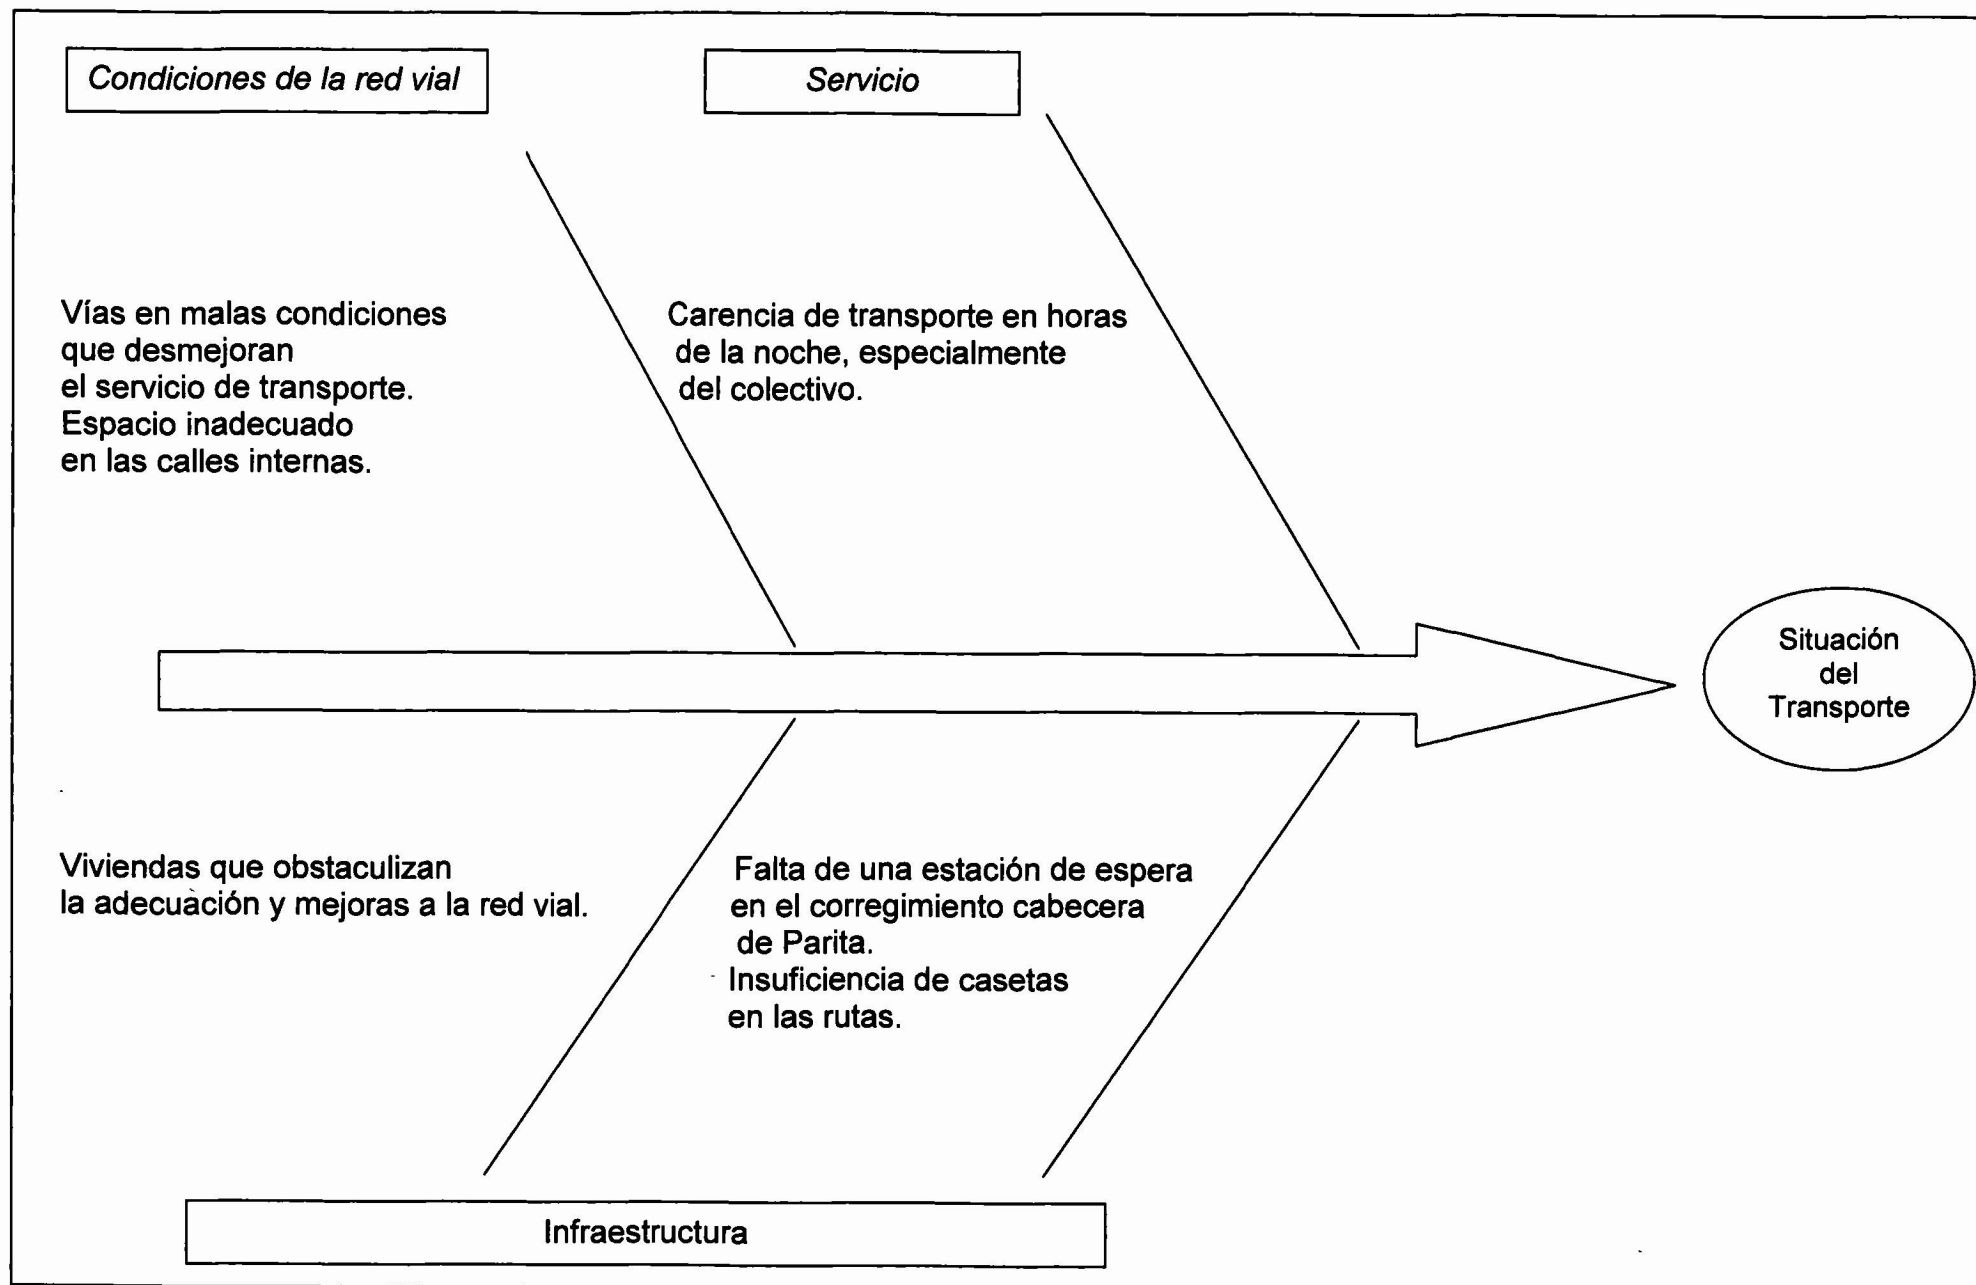 Condiciones de la red vial
Servicio
Vías en malas condiciones
que desmejoran
el servicio de transporte.
Espacio inadecuado
en las calles internas.
Carencia de transporte en horas
de la noche, especialmente
del colectivo.
Situación
del
Transporte
Viviendas que obstaculizan
la adecuación y mejoras a la red vial.
Falta de una estación de espera
en el corregimiento cabecera
de Parita.
Insuficiencia de casetas
en las rutas.
Infraestructura